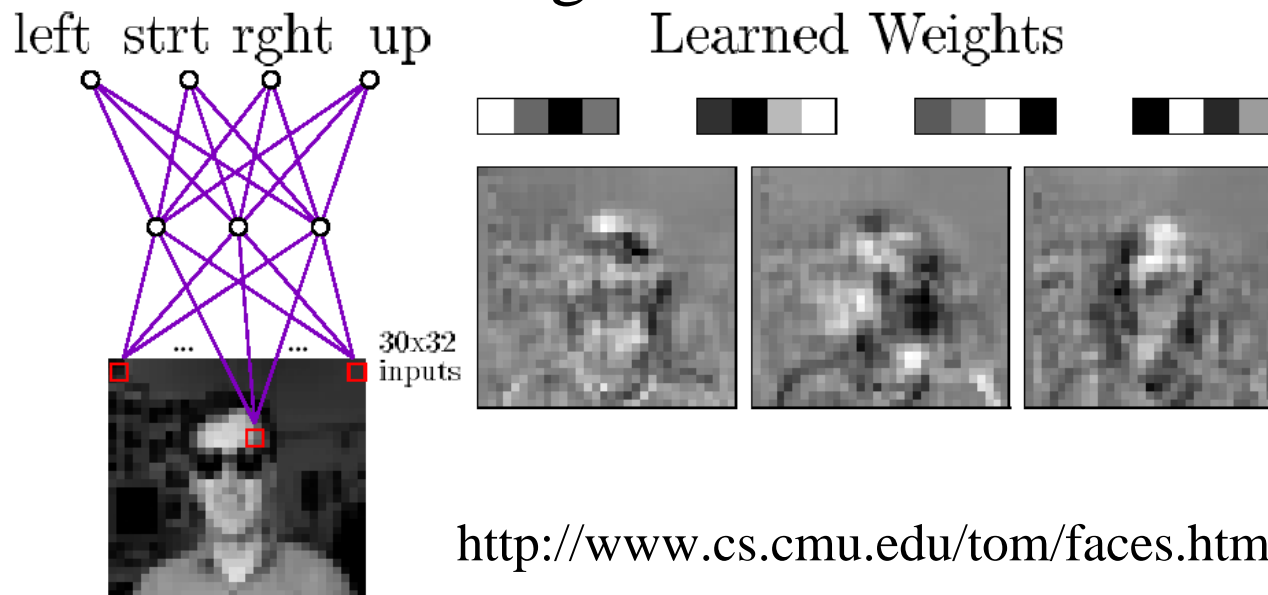 left strt rght up
Learned Weights
... ...
30x32
inputs
http://www.cs.cmu.edu/tom/faces.htm